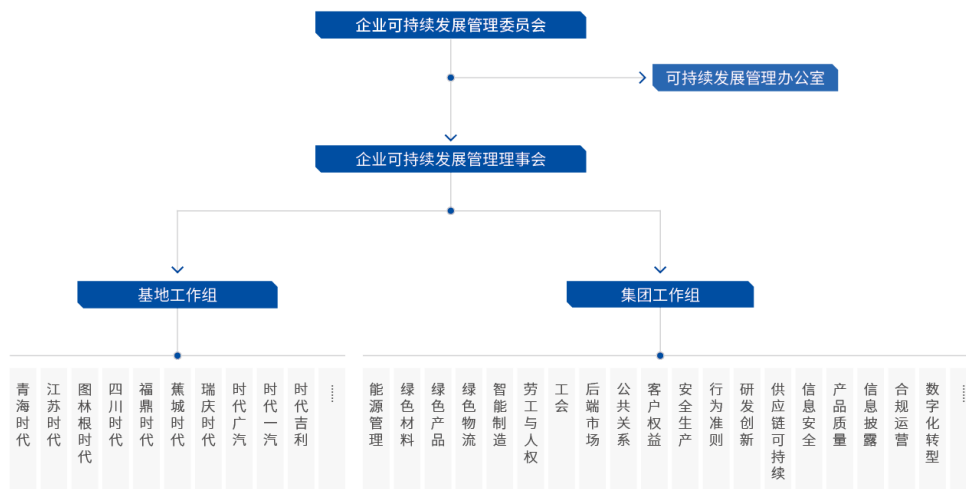 企业可持续发展管理委员会
可持续发展管理办公室
企业可持续发展管理理事会
基地工作组
集团工作组
青海时代
江苏时代
图林根时代
四川时代
福鼎时代
蕉城时代
瑞庆时代
时代广汽
时代一汽
时代吉利
……
能源管理
绿色材料
绿色产品
绿色物流
智能制造
劳工与人权
工会
后端市场
公共关系
客户权益
安全生产
行为准则
研发创新
供应链可持续
信息安全
产品质量
信息披露
合规运营
数字化转型
……